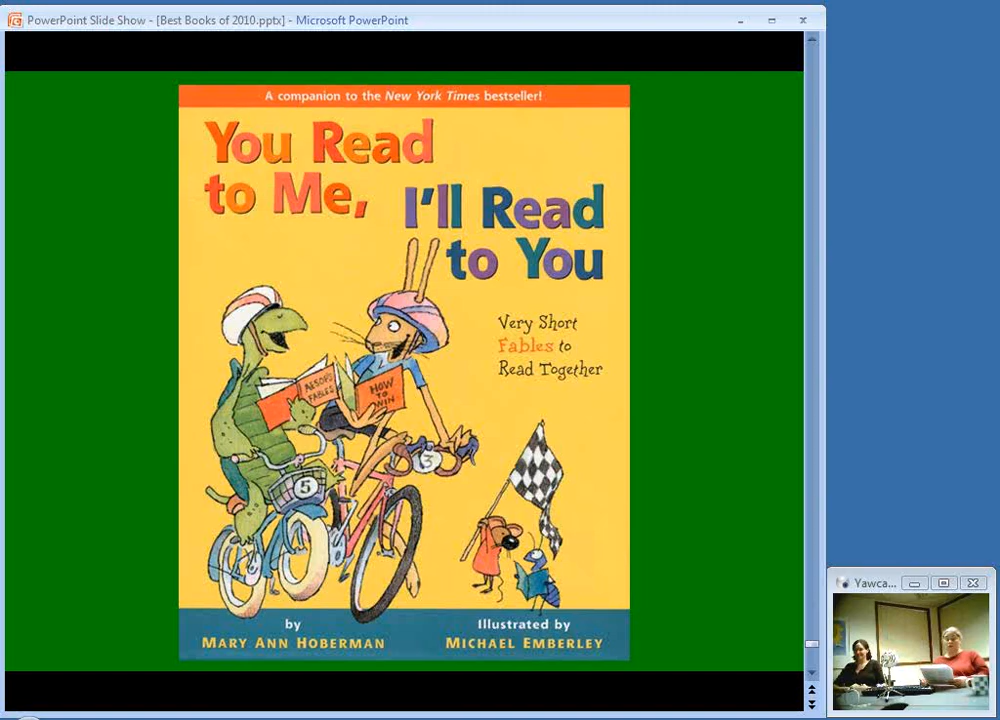 PowerPoint Slide Show - [Best Books of 2010.pptx] - Microsoft PowerPoint
A companion to the New York Times bestseller!
You Read
to Me,
I'll Read
to You
Very Short
Fables to
Read Together
AESOP'S
FABLES
HOW
TO
WIN
3
5
by
MARY ANN HOBERMAN
Illustrated by
MICHAEL EMBERLEY
Yawca...